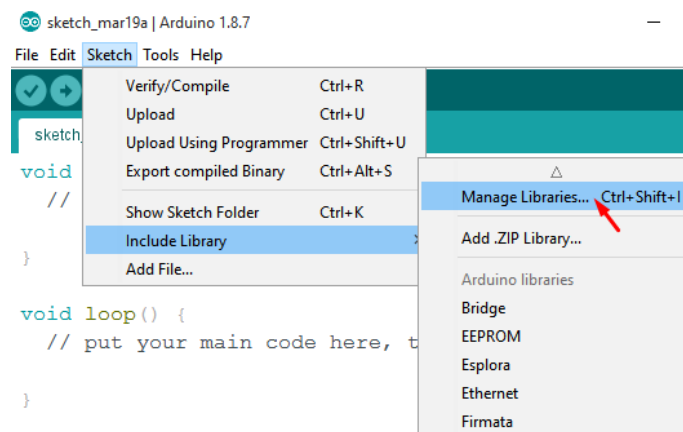 sketch_mar19a | Arduino 1.8.7
File Edit Sketch Tools Help
Verify/Compile Ctrl+R
Upload Ctrl+U
Upload Using Programmer Ctrl+Shift+U
Export compiled Binary Ctrl+Alt+S
Show Sketch Folder Ctrl+K
Include Library
Add File...
Manage Libraries... Ctrl+Shift+I
Add .ZIP Library...
Arduino libraries
Bridge
EEPROM
Esplora
Ethernet
Firmata
sketch_
void
//
}
void loop() {
// put your main code here, t
}